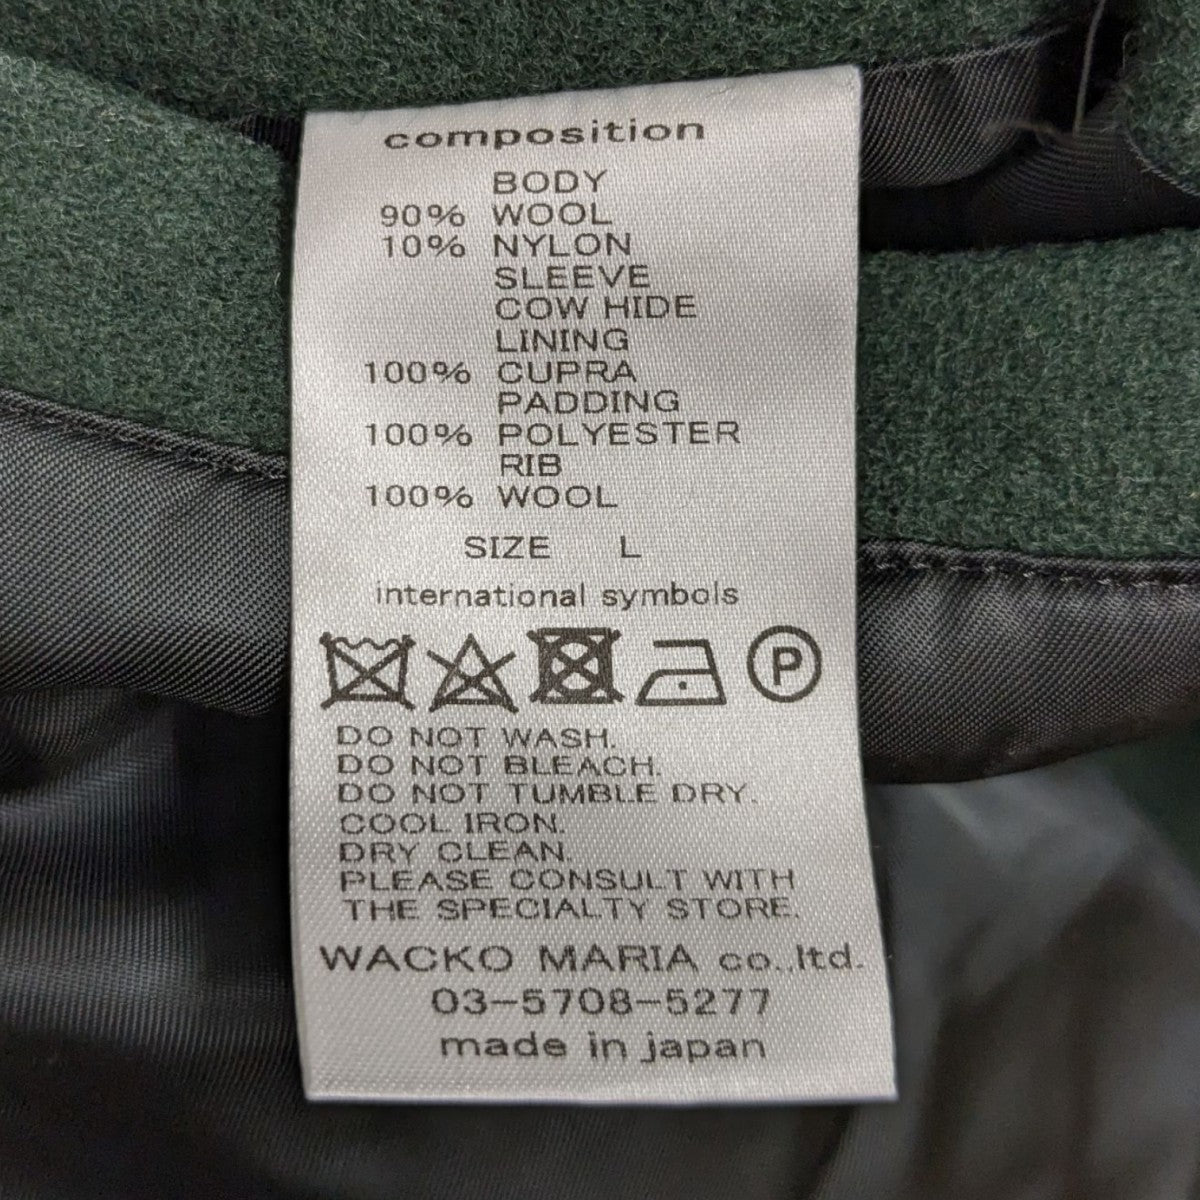 composition
BODY
90% WOOL
10% NYLON
SLEEVE
COW HIDE
LINING
100% CUPRA
PADDING
100% POLYESTER
RIB
100% WOOL
SIZE L
international symbols
P
DO NOT WASH.
DO NOT BLEACH.
DO NOT TUMBLE DRY.
COOL IRON.
DRY CLEAN.
PLEASE CONSULT WITH
THE SPECIALTY STORE.
WACKO MARIA co.,ltd.
03-5708-5277
made in japan